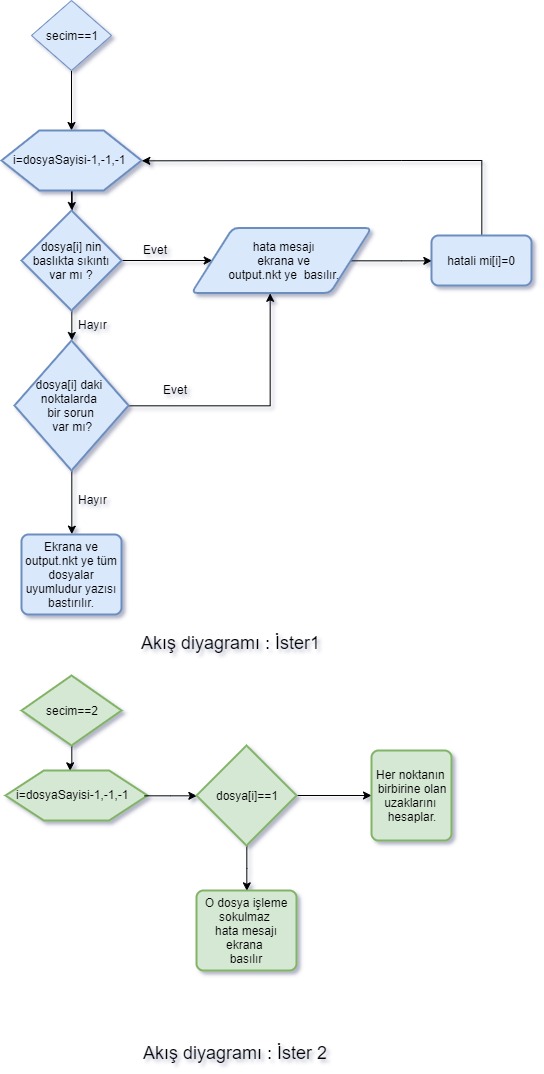 secim==1
i=dosyaSayisi-1,-1,-1
dosya[i] nin
baslıkta sıkıntı
var mı ?
Evet
hata mesajı
ekrana ve
output.nkt ye basılır.
hatali mi[i]=0
Hayır
dosya[i] daki
noktalarda
bir sorun
var mı?
Evet
Hayır
Ekrana ve
output.nkt ye tüm
dosyalar
uyumludur yazısı
bastırılır.
Akış diyagramı : İster1
secim==2
i=dosyaSayisi-1,-1,-1
dosya[i]==1
Her noktanın
birbirine olan
uzaklarını
hesaplar.
O dosya işleme
sokulmaz
hata mesajı
ekrana
basılır
Akış diyagramı : İster 2